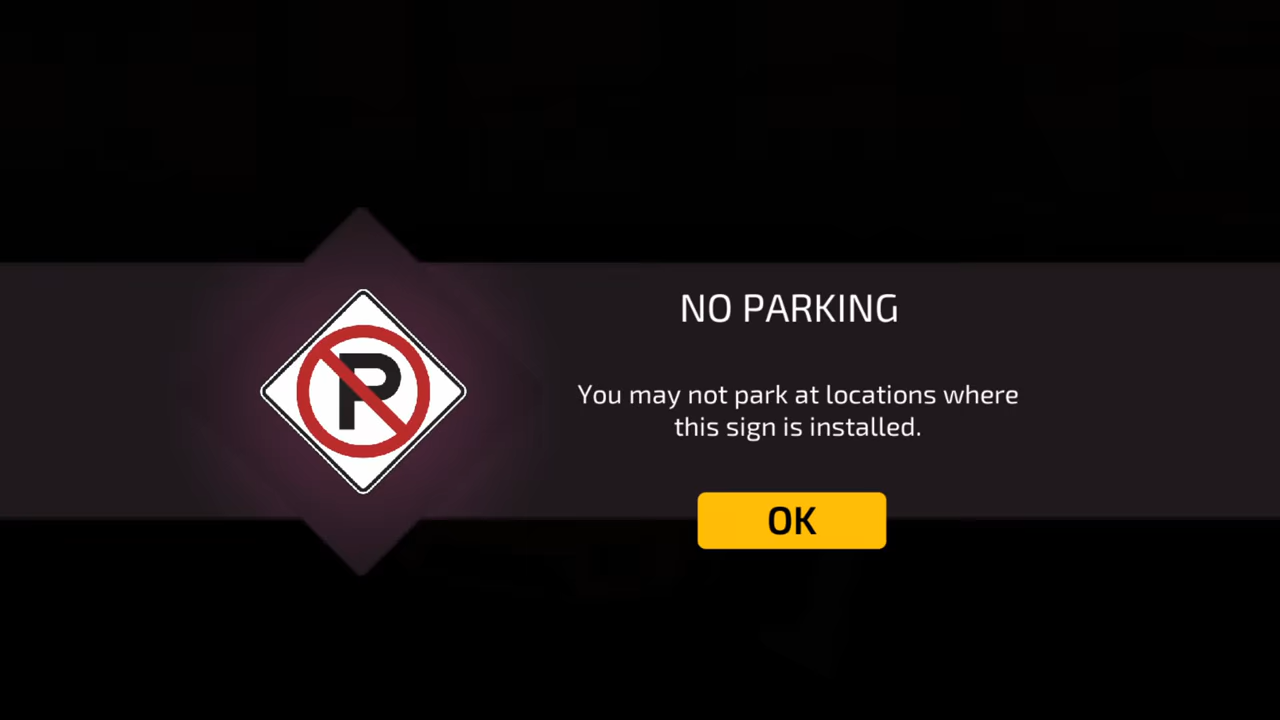 P
NO PARKING
You may not park at locations where
this sign is installed.
OK